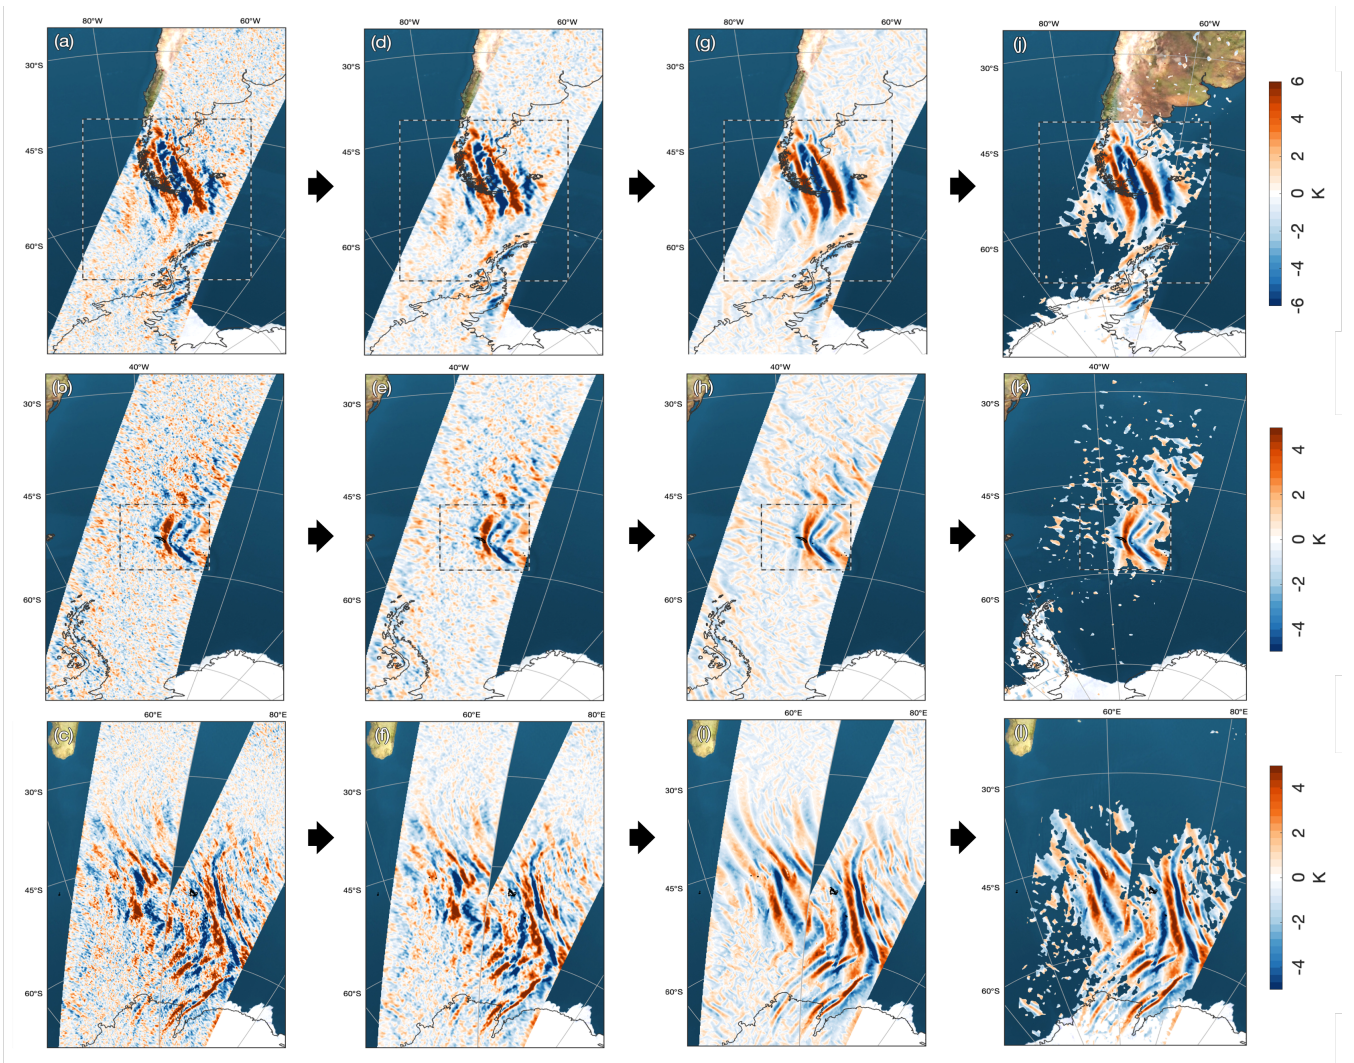 80°W 60°W 80°W 60°W 80°W 60°W 80°W 60°W
(a) (d) (g) (j)
30°S 30°S 30°S 30°S
45°S 45°S 45°S 45°S
60°S 60°S 60°S 60°S
6 4 2 0 -2 -4 -6 K
40°W 40°W 40°W 40°W
(b) (e) (h) (k)
30°S 30°S 30°S 30°S
45°S 45°S 45°S 45°S
60°S 60°S 60°S 60°S
4 2 0 -2 -4 K
60°E 80°E 60°E 80°E 60°E 80°E 60°E 80°E
(c) (f) (i) (l)
30°S 30°S 30°S 30°S
45°S 45°S 45°S 45°S
60°S 60°S 60°S 60°S
4 2 0 -2 -4 K